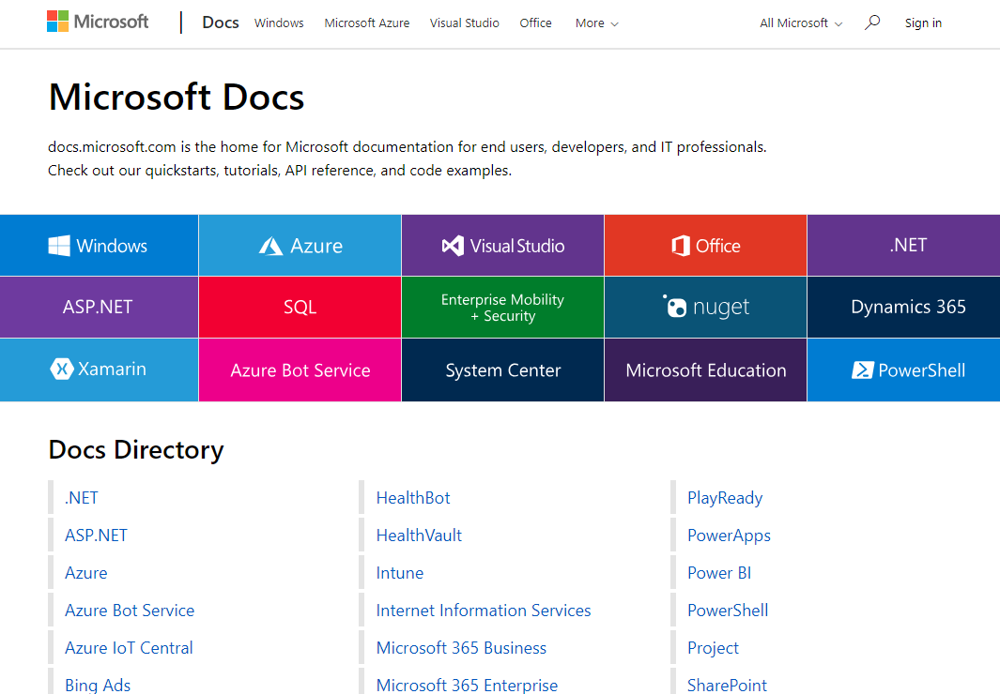 Microsoft
Docs
Windows
Microsoft Azure
Visual Studio
Office
More
All Microsoft
Sign in
Microsoft Docs
docs.microsoft.com is the home for Microsoft documentation for end users, developers, and IT professionals.
Check out our quickstarts, tutorials, API reference, and code examples.
Windows
Azure
Visual Studio
Office
.NET
ASP.NET
SQL
Enterprise Mobility
+ Security
nuget
Dynamics 365
Xamarin
Azure Bot Service
System Center
Microsoft Education
PowerShell
Docs Directory
.NET
ASP.NET
Azure
Azure Bot Service
Azure IoT Central
Bing Ads
HealthBot
HealthVault
Intune
Internet Information Services
Microsoft 365 Business
Microsoft 365 Enterprise
PlayReady
PowerApps
Power BI
PowerShell
Project
SharePoint